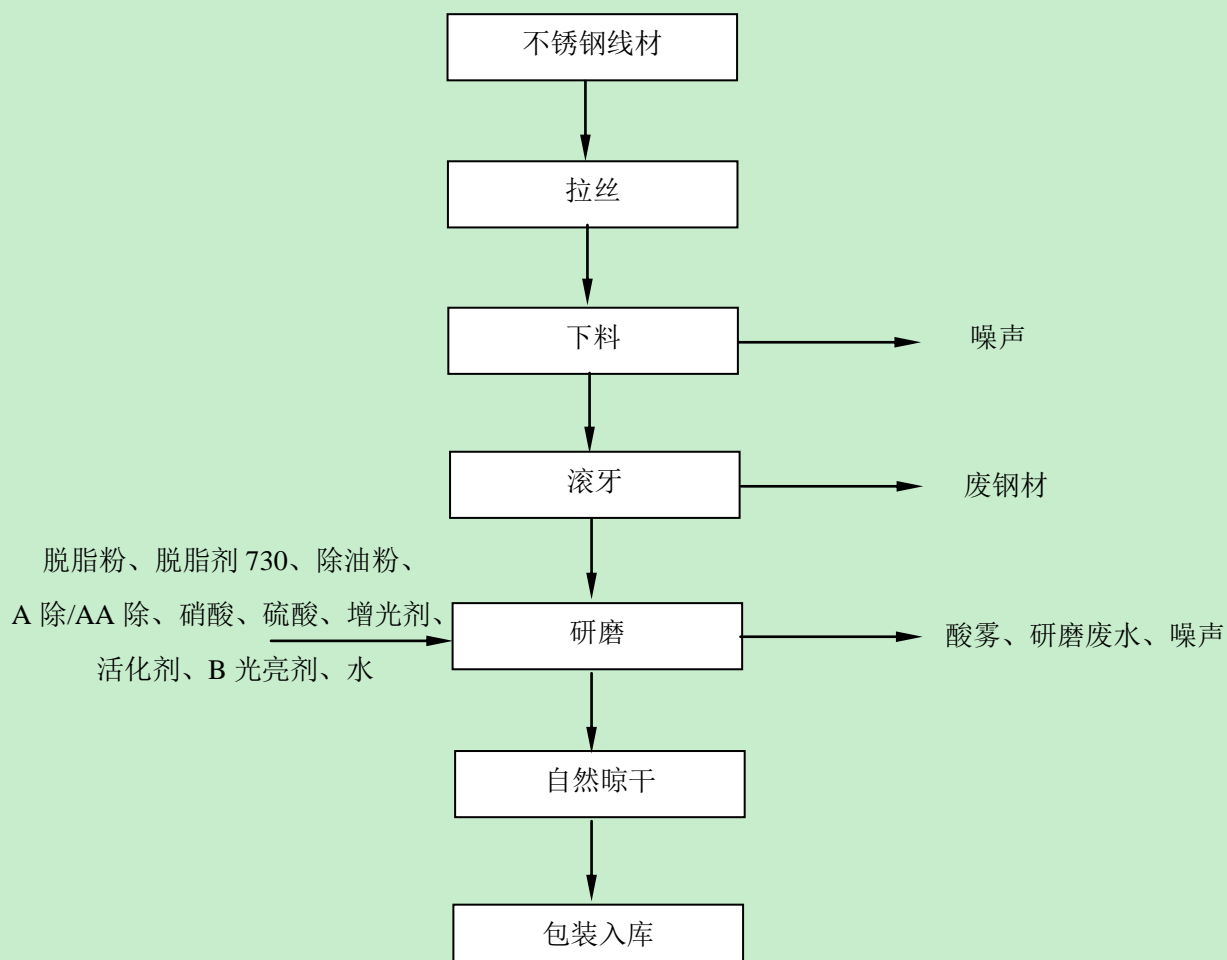 不锈钢线材
拉丝
下料
噪声
滚牙
废钢材
脱脂粉、脱脂剂 730、除油粉、
A 除/AA 除、硝酸、硫酸、增光剂、
活化剂、B 光亮剂、水
研磨
酸雾、研磨废水、噪声
自然晾干
包装入库